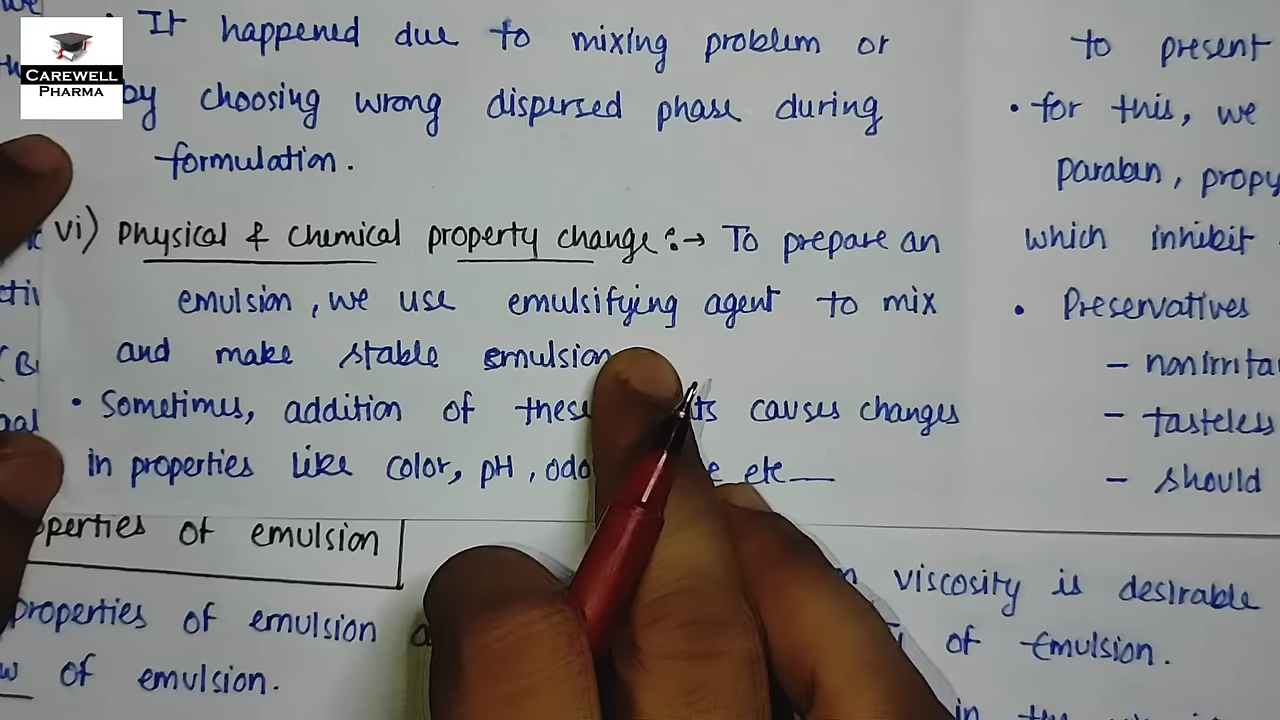 CAREWELL
PHARMA
• It happened due to mixing problem or
by choosing wrong dispersed phase during
formulation.
vi) Physical & chemical property change :→ To prepare an
emulsion, we use emulsifying agent to mix
and make stable emulsion
• Sometimes, addition of these causes changes
in properties like color, pH, etc—
of emulsion
properties of emulsion
of emulsion.
to present
• for this, we
Paraben,
which inhibit
• Preservatives
-
- tasteless
- should
viscosity is desirable
of Emulsion.
in